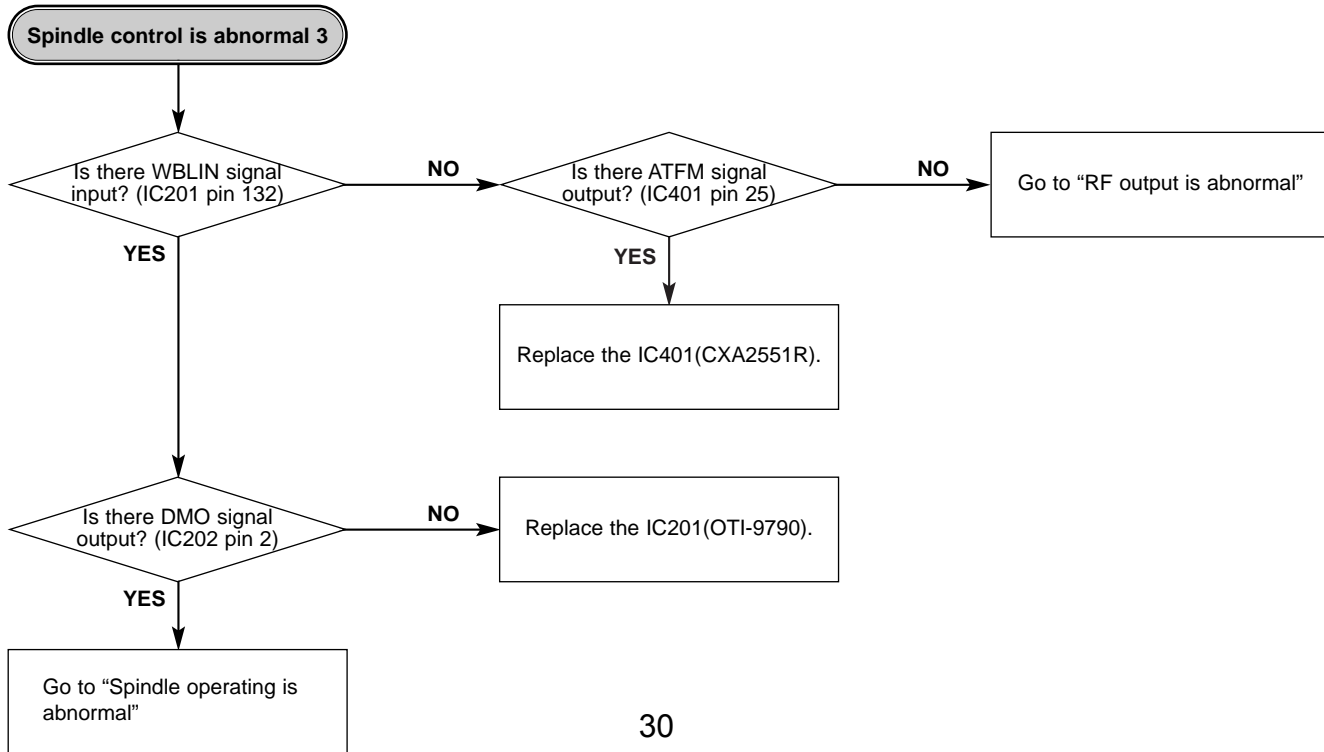 Spindle control is abnormal 3
Is there WBLIN signal
input? (IC201 pin 132)
NO
Is there ATFM signal
output? (IC401 pin 25)
NO
Go to “RF output is abnormal”
YES
YES
Replace the IC401(CXA2551R).
Is there DMO signal
output? (IC202 pin 2)
NO
Replace the IC201(OTI-9790).
YES
Go to “Spindle operating is
abnormal”
30